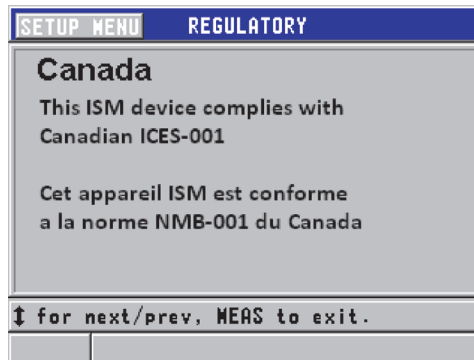 SETUP MENU REGULATORY
Canada
This ISM device complies with
Canadian ICES-001
Cet appareil ISM est conforme
a la norme NMB-001 du Canada
↕ for next/prev, MEAS to exit.